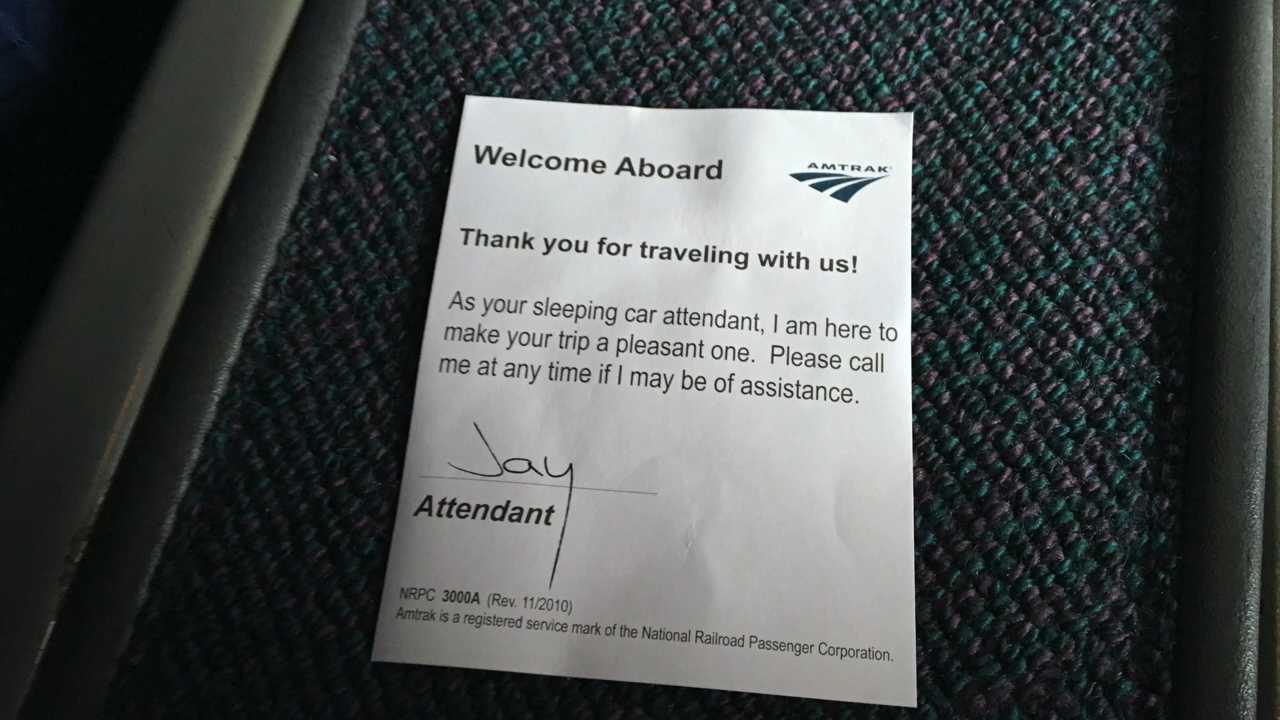 Welcome Aboard
AMTRAK
Thank you for traveling with us!
As your sleeping car attendant, I am here to
make your trip a pleasant one.  Please call
me at any time if I may be of assistance.
Jay
Attendant
NRPC 3000A (Rev. 11/2010)
Amtrak is a registered service mark of the National Railroad Passenger Corporation.